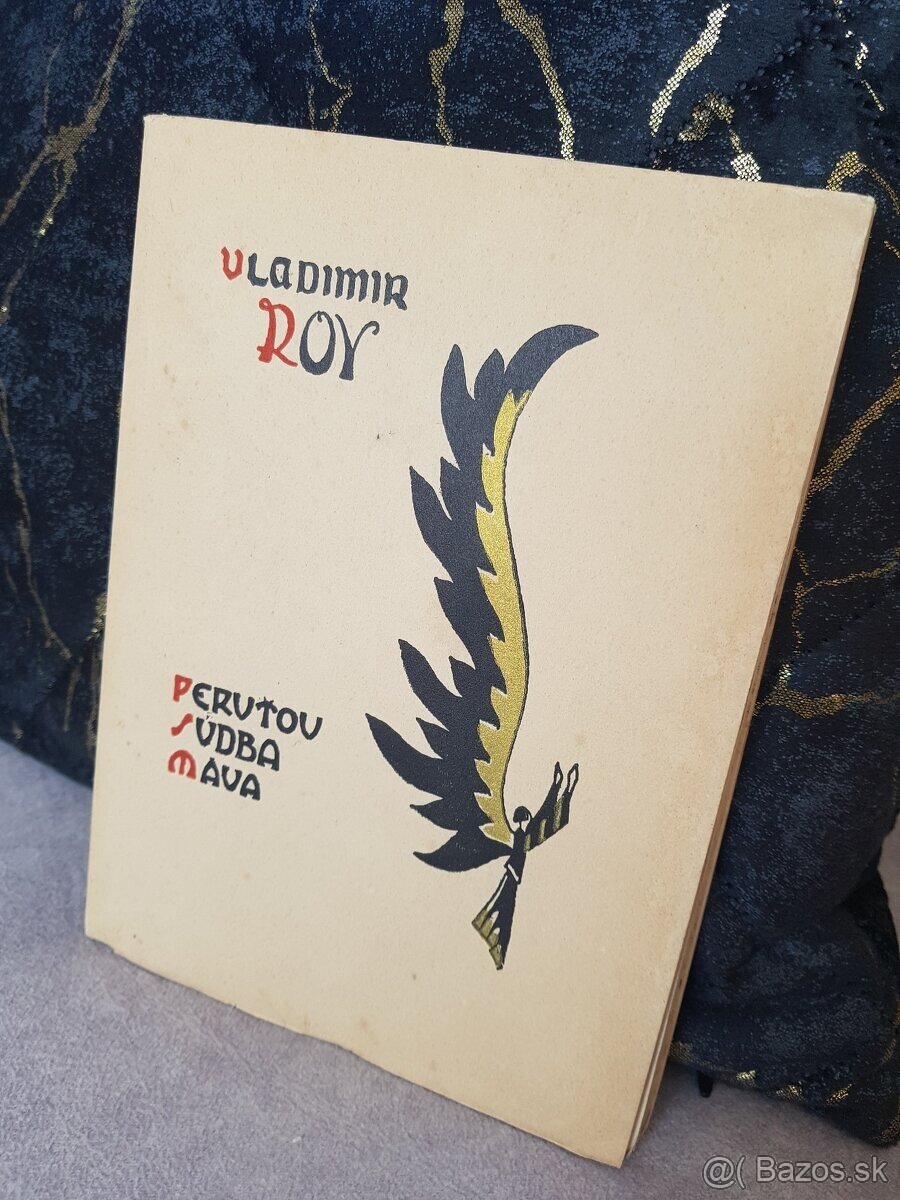 Vladimir
Roy
Peruťou
Súdba
Máva
@( Bazos.sk